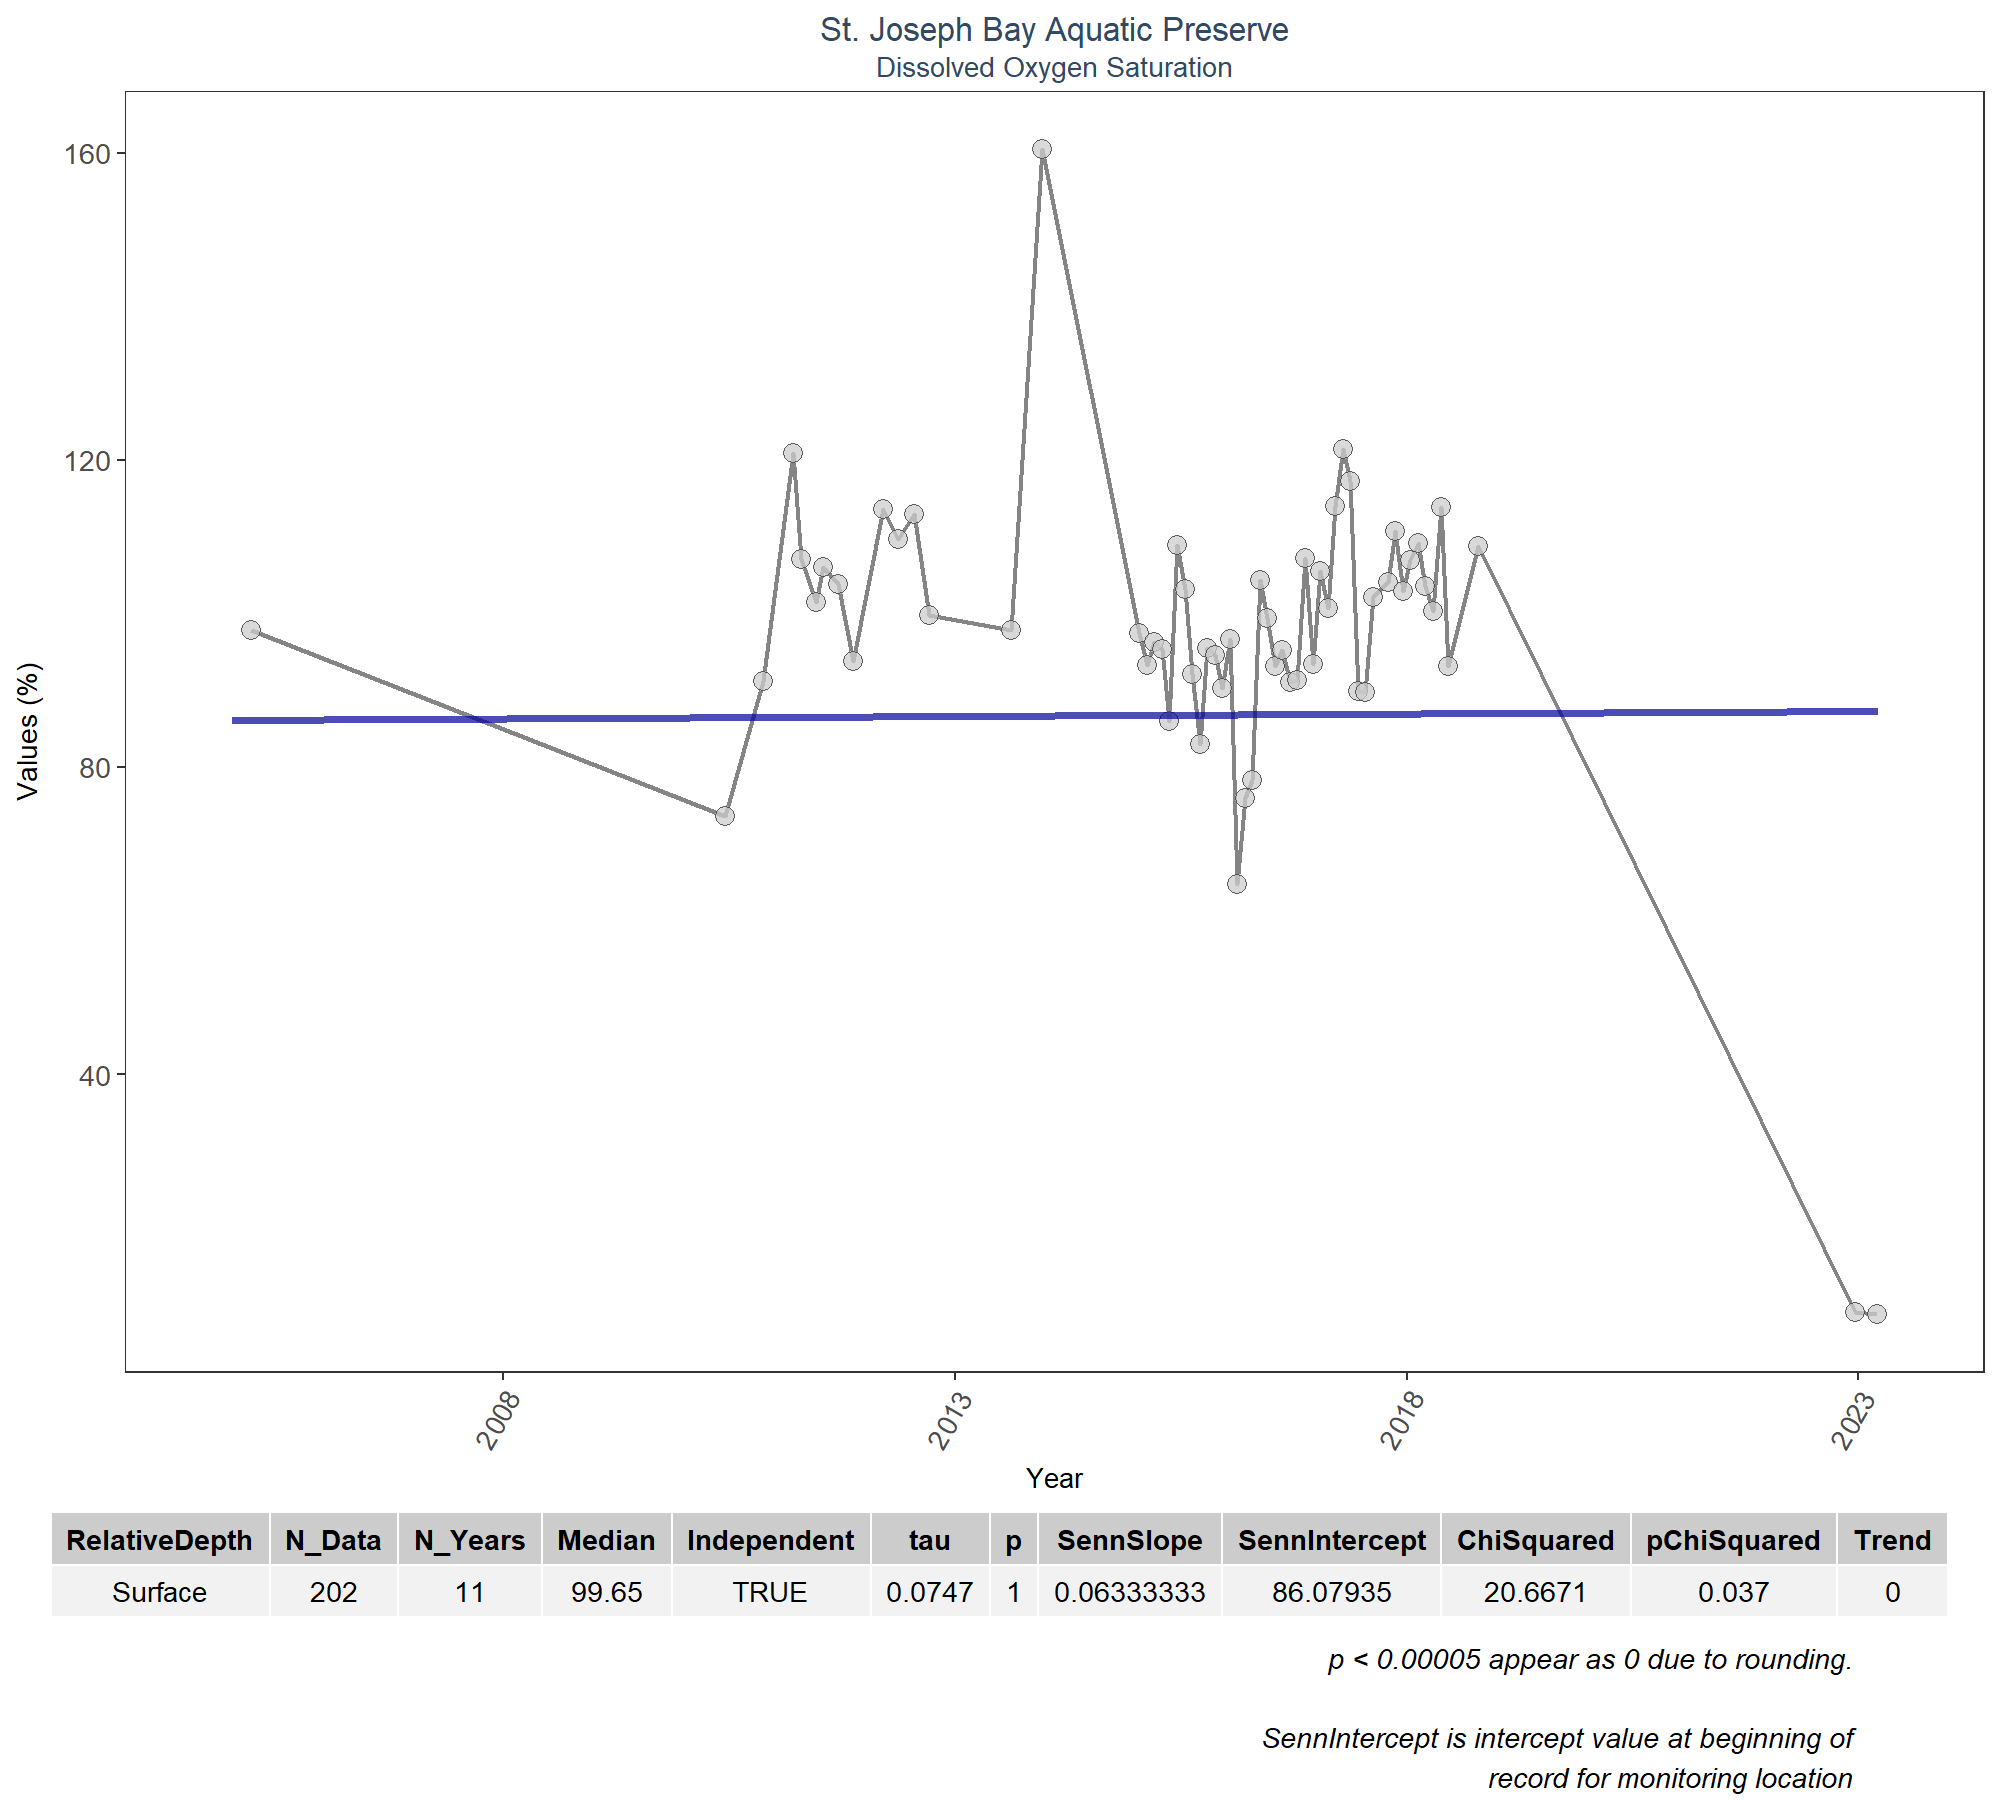 St. Joseph Bay Aquatic Preserve
Dissolved Oxygen Saturation
160
120
80
40
Values (%)
2008
2013
2018
2023
Year
RelativeDepth N_Data N_Years Median Independent tau p SennSlope SennIntercept ChiSquared pChiSquared Trend
Surface 202 11 99.65 TRUE 0.0747 1 0.06333333 86.07935 20.6671 0.037 0
p < 0.00005 appear as 0 due to rounding.
SennIntercept is intercept value at beginning of
record for monitoring location